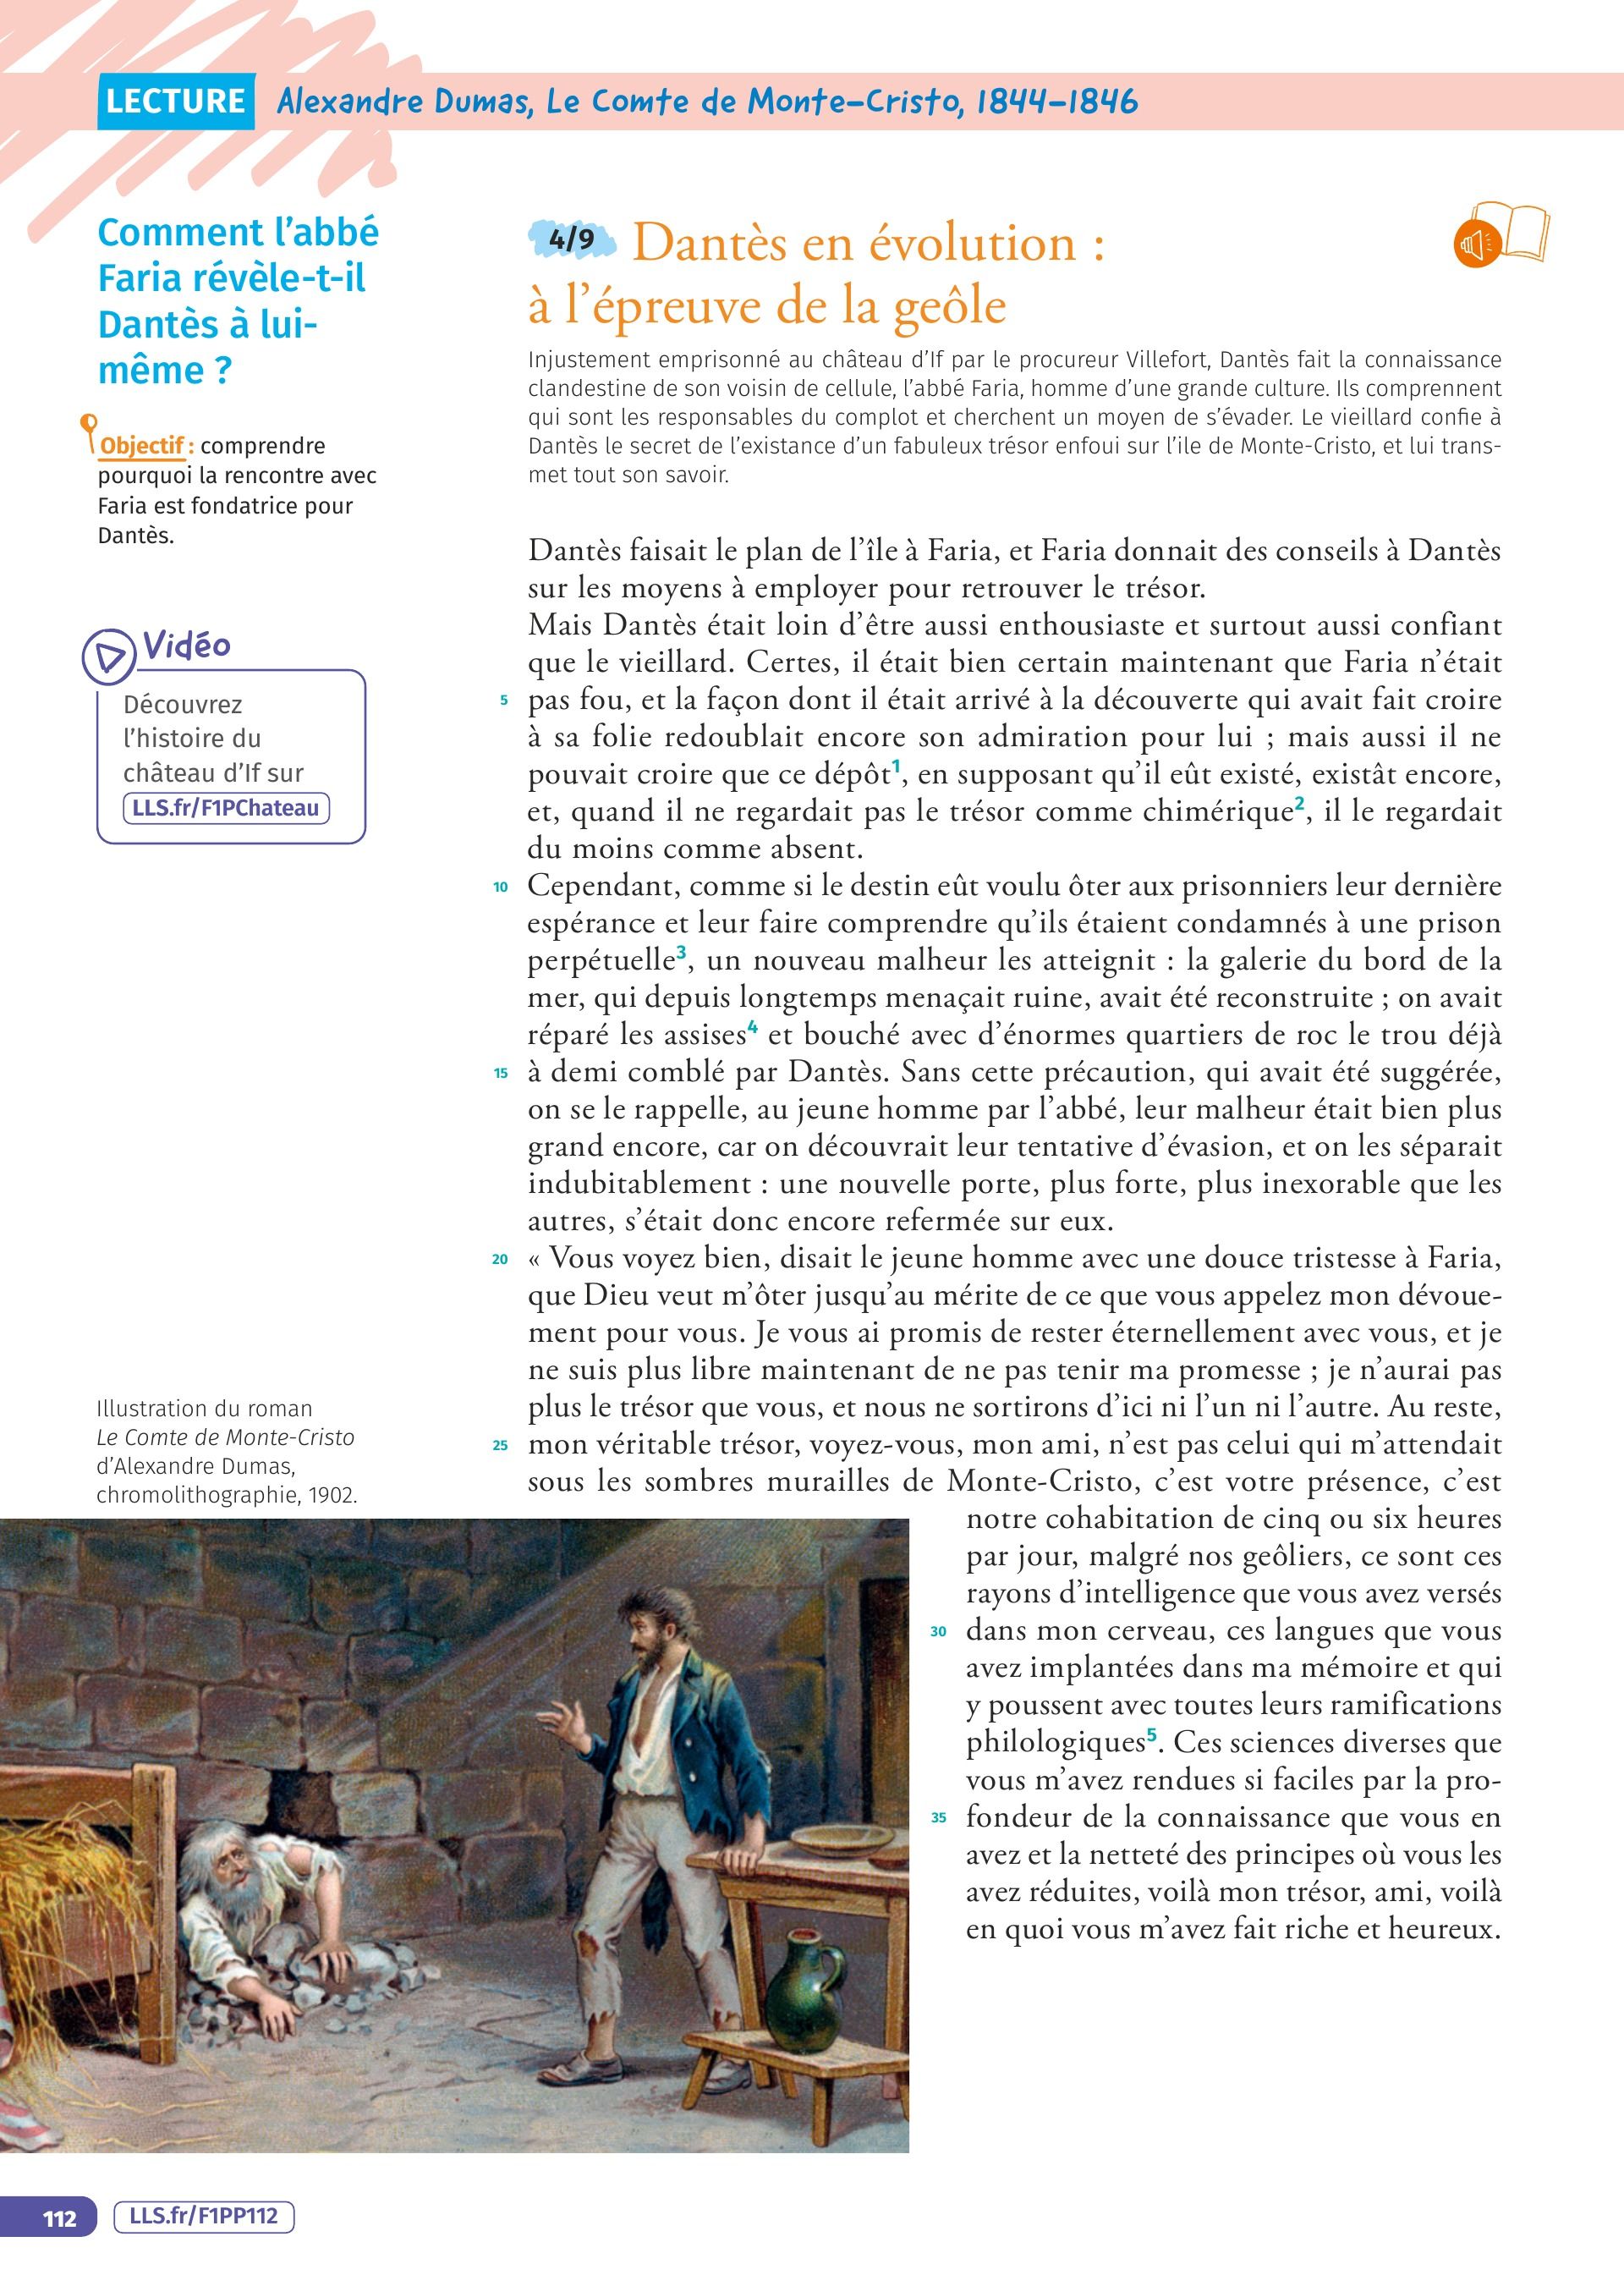 LECTURE Alexandre Dumas, Le Comte de Monte-Cristo, 1844-1846
Comment l'abbé
Faria révèle-t-il
Dantès à lui-
même ?
Objectif : comprendre
pourquoi la rencontre avec
Faria est fondatrice pour
Dantès.
Vidéo
Découvrez
l'histoire du
château d'If sur
LLS.fr/F1PChateau
4/9 Dantès en évolution :
à l'épreuve de la geôle
Injustement emprisonné au château d'If par le procureur Villefort, Dantès fait la connaissance
clandestine de son voisin de cellule, l'abbé Faria, homme d'une grande culture. Ils comprennent
qui sont les responsables du complot et cherchent un moyen de s'évader. Le vieillard confie à
Dantès le secret de l'existance d'un fabuleux trésor enfoui sur l'ile de Monte-Cristo, et lui trans-
met tout son savoir.
Dantès faisait le plan de l'île à Faria, et Faria donnait des conseils à Dantès
sur les moyens à employer pour retrouver le trésor.
Mais Dantès était loin d'être aussi enthousiaste et surtout aussi confiant
que le vieillard. Certes, il était bien certain maintenant que Faria n'était
5 pas fou, et la façon dont il était arrivé à la découverte qui avait fait croire
à sa folie redoublait encore son admiration pour lui ; mais aussi il ne
pouvait croire que ce dépôt1, en supposant qu'il eût existé, existât encore,
et, quand il ne regardait pas le trésor comme chimérique2, il le regardait
du moins comme absent.
10 Cependant, comme si le destin eût voulu ôter aux prisonniers leur dernière
espérance et leur faire comprendre qu'ils étaient condamnés à une prison
perpétuelle3, un nouveau malheur les atteignit : la galerie du bord de la
mer, qui depuis longtemps menaçait ruine, avait été reconstruite ; on avait
réparé les assises4 et bouché avec d'énormes quartiers de roc le trou déjà
15 à demi comblé par Dantès. Sans cette précaution, qui avait été suggérée,
on se le rappelle, au jeune homme par l'abbé, leur malheur était bien plus
grand encore, car on découvrait leur tentative d'évasion, et on les séparait
indubitablement : une nouvelle porte, plus forte, plus inexorable que les
autres, s'était donc encore refermée sur eux.
20 « Vous voyez bien, disait le jeune homme avec une douce tristesse à Faria,
que Dieu veut m'ôter jusqu'au mérite de ce que vous appelez mon dévoue-
ment pour vous. Je vous ai promis de rester éternellement avec vous, et je
ne suis plus libre maintenant de ne pas tenir ma promesse ; je n'aurai pas
plus le trésor que vous, et nous ne sortirons d'ici ni l'un ni l'autre. Au reste,
25 mon véritable trésor, voyez-vous, mon ami, n'est pas celui qui m'attendait
sous les sombres murailles de Monte-Cristo, c'est votre présence, c'est
notre cohabitation de cinq ou six heures
par jour, malgré nos geôliers, ce sont ces
rayons d'intelligence que vous avez versés
30 dans mon cerveau, ces langues que vous
avez implantées dans ma mémoire et qui
y poussent avec toutes leurs ramifications
philologiques5. Ces sciences diverses que
vous m'avez rendues si faciles par la pro-
35 fondeur de la connaissance que vous en
avez et la netteté des principes où vous les
avez réduites, voilà mon trésor, ami, voilà
en quoi vous m'avez fait riche et heureux.
Illustration du roman
Le Comte de Monte-Cristo
d'Alexandre Dumas,
chromolithographie, 1902.
112 LLS.fr/F1PP112